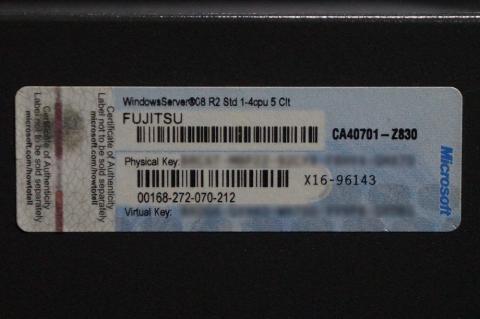 Certificate of Authenticity
Label not to be sold separately
www.microsoft.com/howtotell
Certificate of Authenticity
Label not to be sold separately
www.microsoft.com/howtotell
WindowsServer®08 R2 Std 1-4cpu 5 Clt
FUJITSU
CA40701-Z830
Physical Key:
X16-96143
00168-272-070-212
Virtual Key:
Microsoft